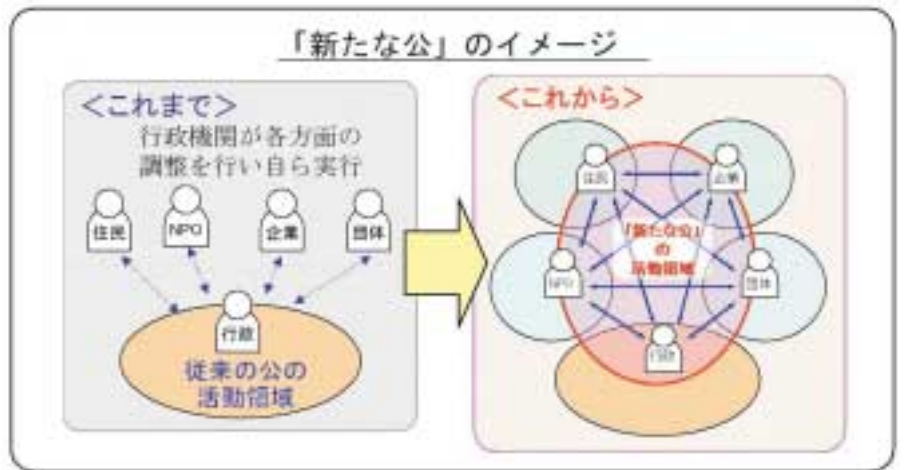 「新たな公」のイメージ
＜これまで＞
行政機関が各方面の
調整を行い自ら実行
住民
NPO
企業
団体
行政
従来の公の
活動領域
＜これから＞
住民
企業
「新たな公」
の
活動領域
NPO
団体
行政